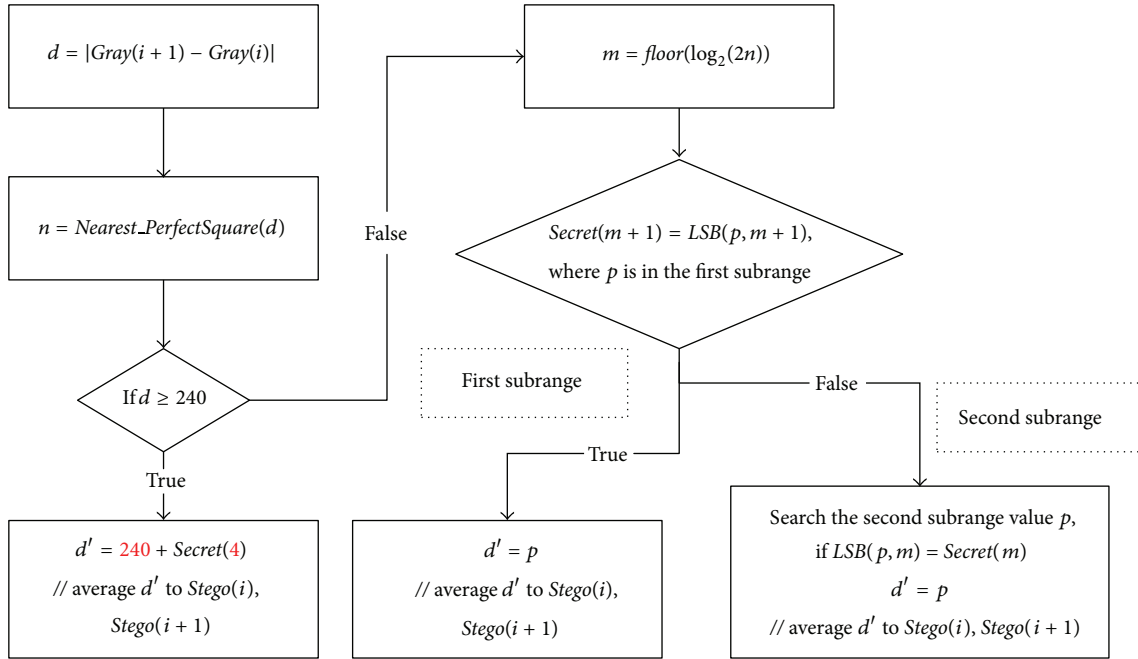 d = |Gray(i + 1) − Gray(i)|
n = Nearest_PerfectSquare(d)
If d ≥ 240
True
d′ = 240 + Secret(4)
// average d′ to Stego(i),
Stego(i + 1)
False
m = floor(log₂(2n))
Secret(m + 1) = LSB(p, m + 1),
where p is in the first subrange
First subrange
True
d′ = p
// average d′ to Stego(i),
Stego(i + 1)
False
Second subrange
Search the second subrange value p,
if LSB(p, m) = Secret(m)
d′ = p
// average d′ to Stego(i), Stego(i + 1)